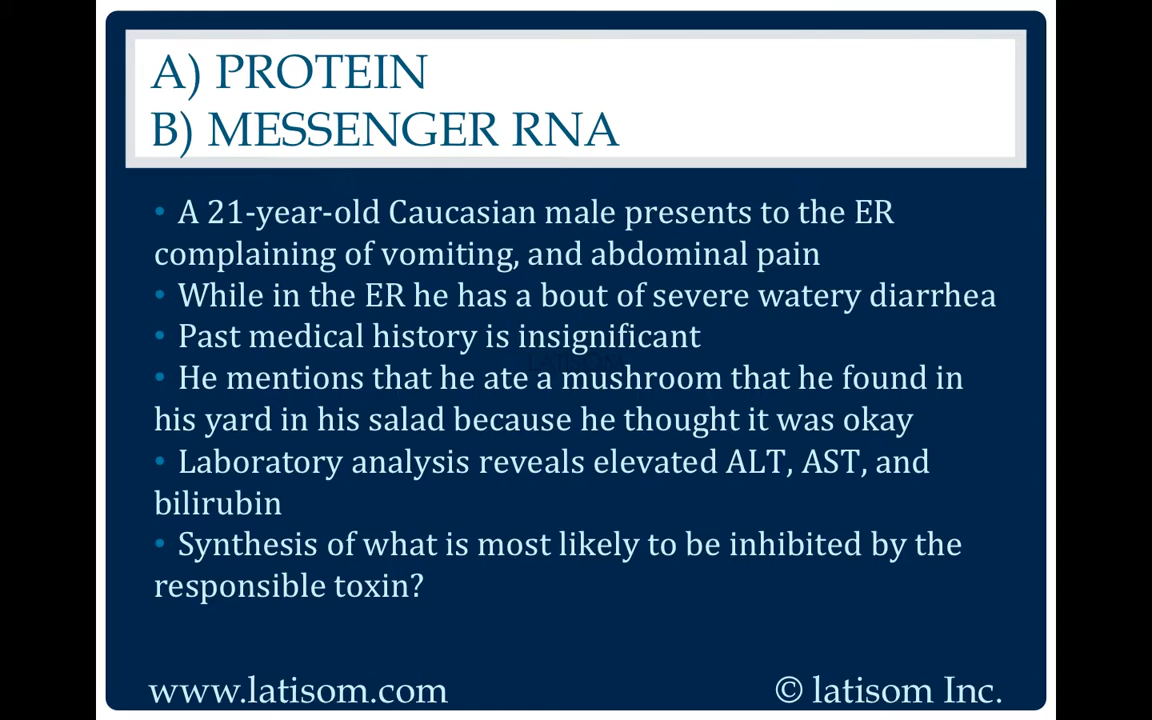 A) PROTEIN
B) MESSENGER RNA
• A 21-year-old Caucasian male presents to the ER
complaining of vomiting, and abdominal pain
• While in the ER he has a bout of severe watery diarrhea
• Past medical history is insignificant
• He mentions that he ate a mushroom that he found in
his yard in his salad because he thought it was okay
• Laboratory analysis reveals elevated ALT, AST, and
bilirubin
• Synthesis of what is most likely to be inhibited by the
responsible toxin?
www.latisom.com
© latisom Inc.